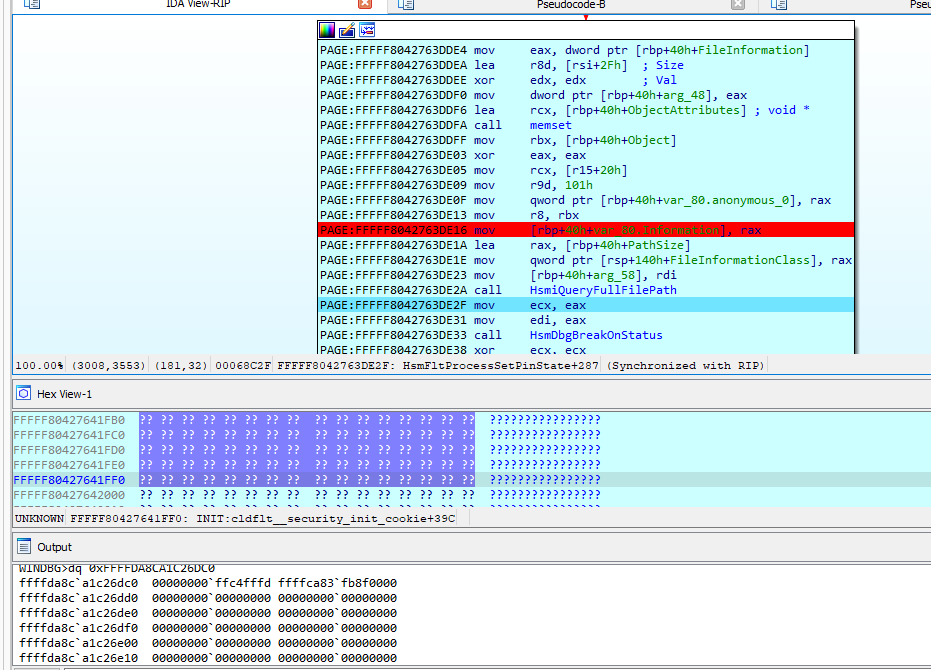 IDA View-RIP Pseudocode-B Pseu
PAGE:FFFFF8042763DDE4 mov eax, dword ptr [rbp+40h+FileInformation]
PAGE:FFFFF8042763DDEA lea r8d, [rsi+2Fh] ; Size
PAGE:FFFFF8042763DDEE xor edx, edx ; Val
PAGE:FFFFF8042763DDF0 mov dword ptr [rbp+40h+arg_48], eax
PAGE:FFFFF8042763DDF6 lea rcx, [rbp+40h+ObjectAttributes] ; void *
PAGE:FFFFF8042763DDFA call memset
PAGE:FFFFF8042763DDFF mov rbx, [rbp+40h+Object]
PAGE:FFFFF8042763DE03 xor eax, eax
PAGE:FFFFF8042763DE05 mov rcx, [r15+20h]
PAGE:FFFFF8042763DE09 mov r9d, 101h
PAGE:FFFFF8042763DE0F mov qword ptr [rbp+40h+var_80.anonymous_0], rax
PAGE:FFFFF8042763DE13 mov r8, rbx
PAGE:FFFFF8042763DE16 mov [rbp+40h+var_80.Information], rax
PAGE:FFFFF8042763DE1A lea rax, [rbp+40h+PathSize]
PAGE:FFFFF8042763DE1E mov qword ptr [rsp+140h+FileInformationClass], rax
PAGE:FFFFF8042763DE23 mov [rbp+40h+arg_58], rdi
PAGE:FFFFF8042763DE2A call HsmiQueryFullFilePath
PAGE:FFFFF8042763DE2F mov ecx, eax
PAGE:FFFFF8042763DE31 mov edi, eax
PAGE:FFFFF8042763DE33 call HsmDbgBreakOnStatus
PAGE:FFFFF8042763DE38 xor ecx, ecx
100.00% (3008,3553) (181,32) 00068C2F FFFFF8042763DE2F: HsmFltProcessSetPinState+287 (Synchronized with RIP)
Hex View-1
FFFFF80427641FB0 ?? ?? ?? ?? ?? ?? ?? ?? ?? ?? ?? ?? ?? ?? ?? ?? ????????????????
FFFFF80427641FC0 ?? ?? ?? ?? ?? ?? ?? ?? ?? ?? ?? ?? ?? ?? ?? ?? ????????????????
FFFFF80427641FD0 ?? ?? ?? ?? ?? ?? ?? ?? ?? ?? ?? ?? ?? ?? ?? ?? ????????????????
FFFFF80427641FE0 ?? ?? ?? ?? ?? ?? ?? ?? ?? ?? ?? ?? ?? ?? ?? ?? ????????????????
FFFFF80427641FF0 ?? ?? ?? ?? ?? ?? ?? ?? ?? ?? ?? ?? ?? ?? ?? ?? ????????????????
FFFFF80427642000 ?? ?? ?? ?? ?? ?? ?? ?? ?? ?? ?? ?? ?? ?? ?? ?? ????????????????
UNKNOWN FFFFF80427641FF0: INIT:cldflt__security_init_cookie+39C
Output
WINDBG>dq 0xFFFFDA8CA1C26DC0
ffffda8c`a1c26dc0 00000000`ffc4fffd ffffca83`fb8f0000
ffffda8c`a1c26dd0 00000000`00000000 00000000`00000000
ffffda8c`a1c26de0 00000000`00000000 00000000`00000000
ffffda8c`a1c26df0 00000000`00000000 00000000`00000000
ffffda8c`a1c26e00 00000000`00000000 00000000`00000000
ffffda8c`a1c26e10 00000000`00000000 00000000`00000000